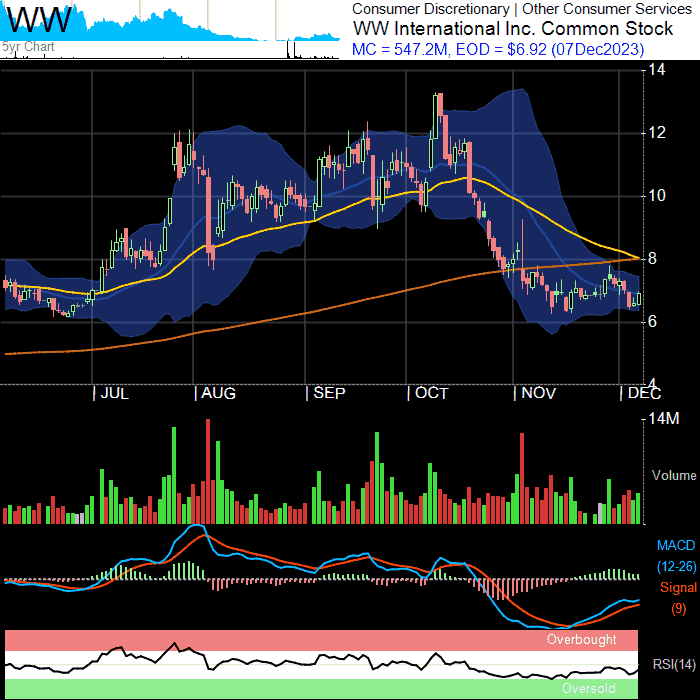 WW
Consumer Discretionary | Other Consumer Services
WW International Inc. Common Stock
MC = 547.2M, EOD = $6.92 (07Dec2023)
5yr Chart
14
12
10
8
6
4
| JUL
| AUG
| SEP
| OCT
| NOV
| DEC
14M
Volume
MACD
(12-26)
Signal
(9)
Overbought
RSI(14)
Oversold